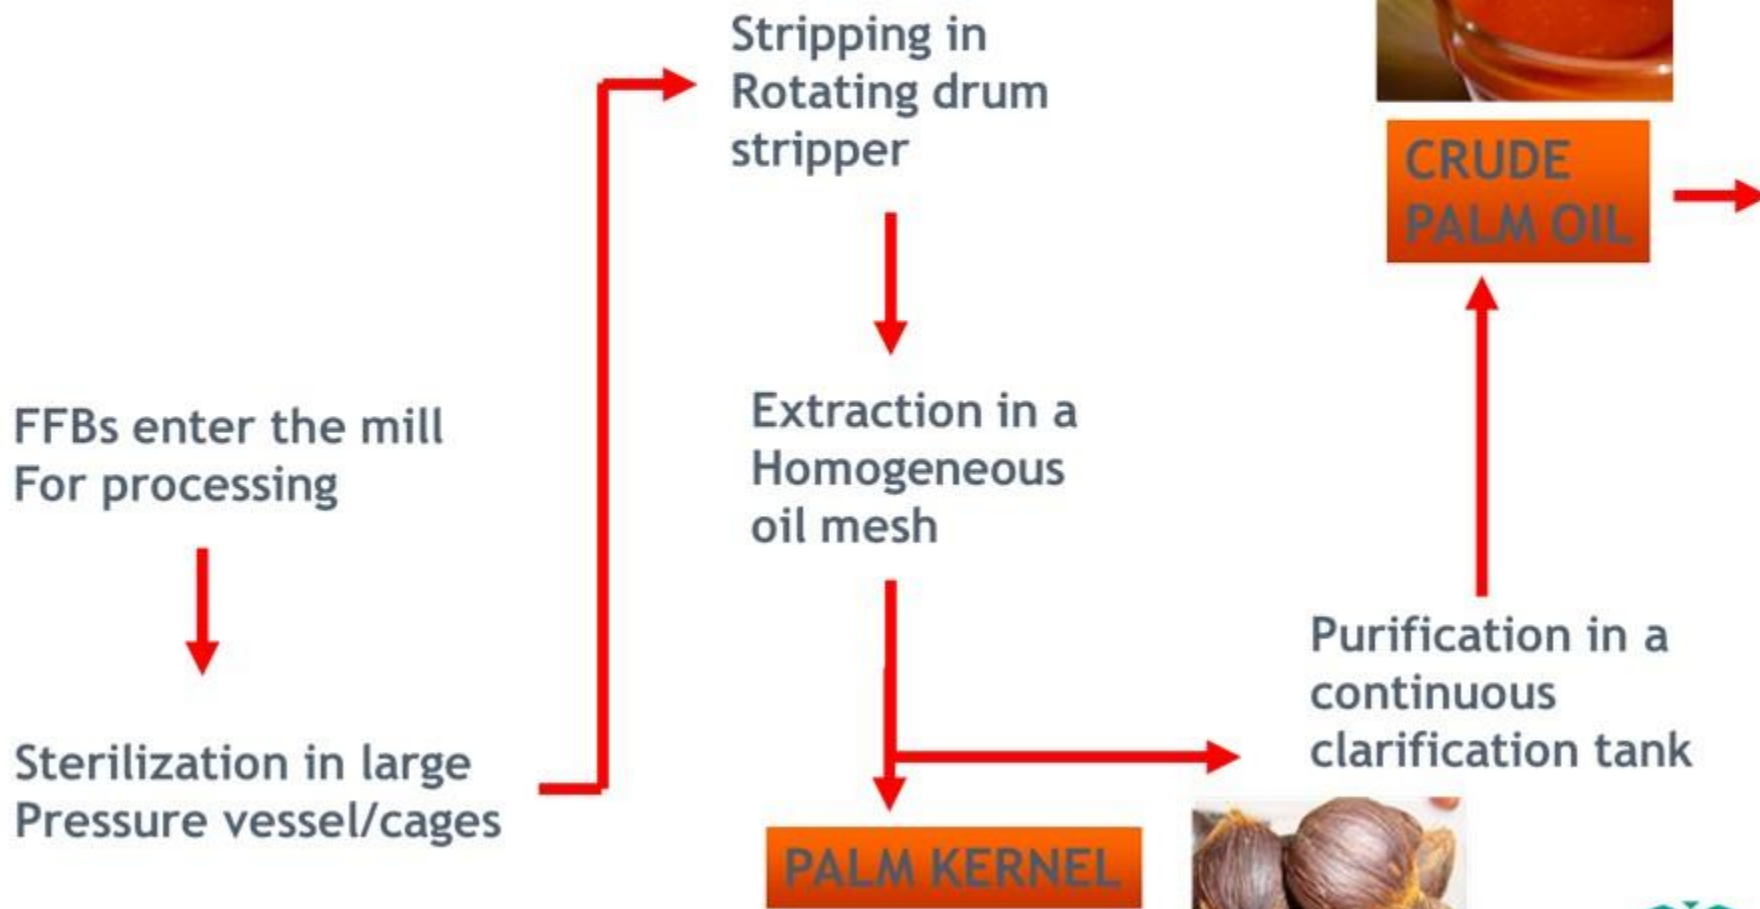 FFBs enter the mill
For processing
Sterilization in large
Pressure vessel/cages
Stripping in
Rotating drum
stripper
Extraction in a
Homogeneous
oil mesh
PALM KERNEL
Purification in a
continuous
clarification tank
CRUDE
PALM OIL